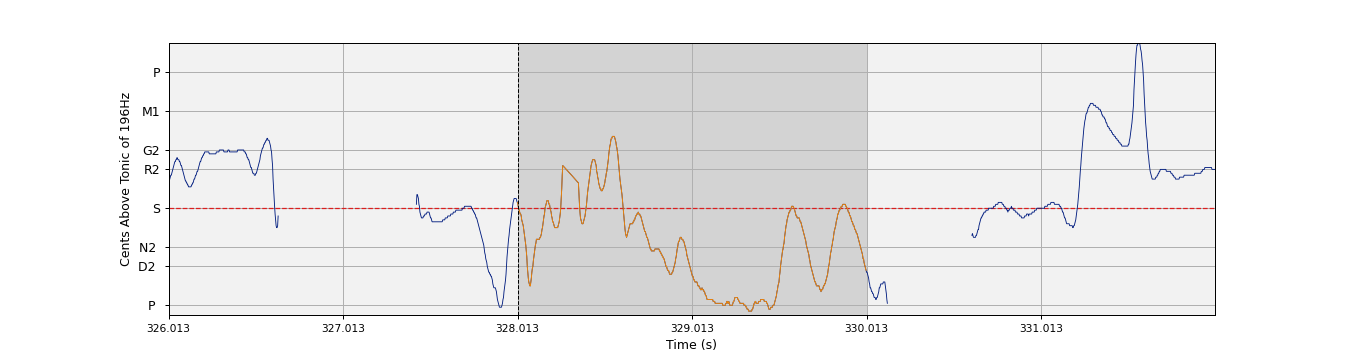 P
M1
G2
R2
S
N2
D2
P
Cents Above Tonic of 196Hz
326.013 327.013 328.013 329.013 330.013 331.013
Time (s)